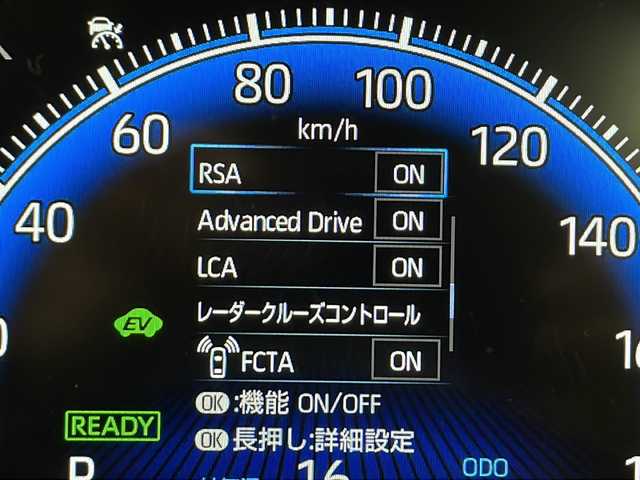 80
100
60
km/h
120
RSA ON
40
Advanced Drive ON
140
LCA ON
レーダークルーズコントロール
EV
FCTA ON
OK:機能 ON/OFF
READY
OK長押し:詳細設定
P
16
ODO